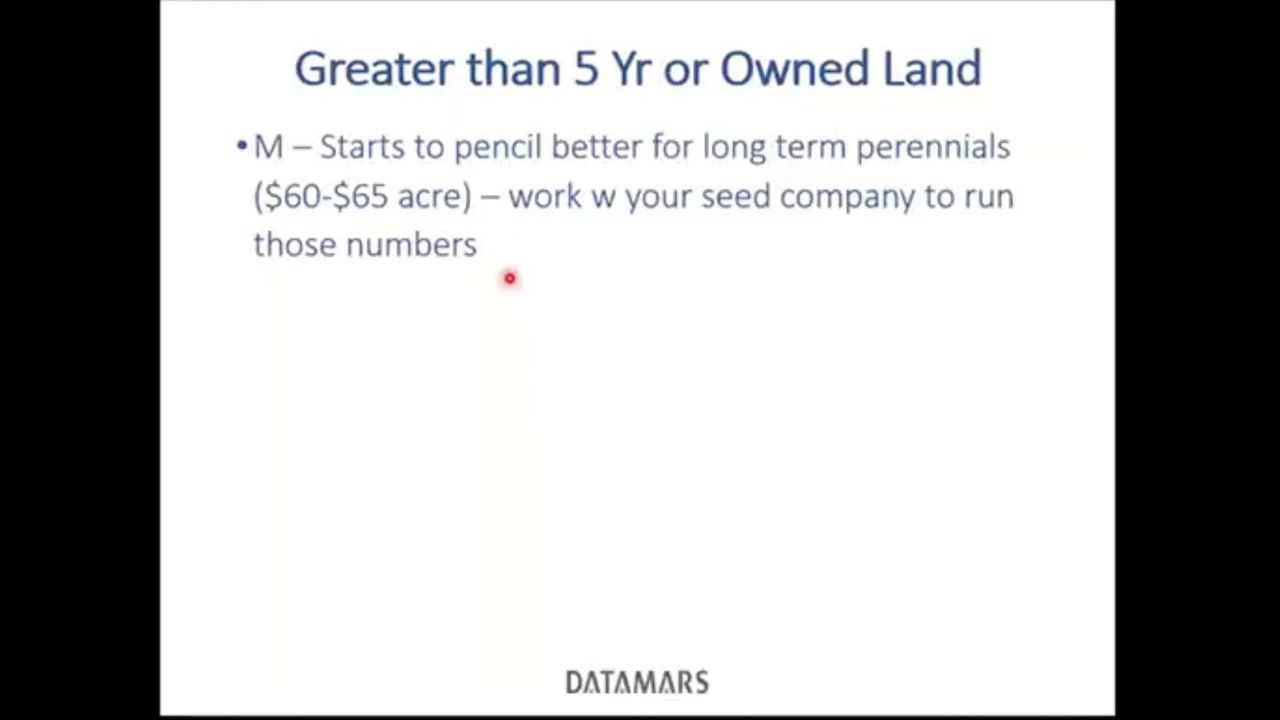 Greater than 5 Yr or Owned Land
• M – Starts to pencil better for long term perennials
($60-$65 acre) – work w your seed company to run
those numbers
DATAMARS